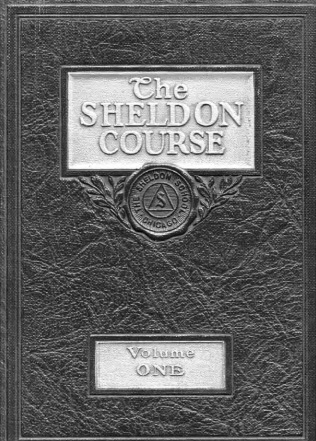 The
SHELDON
COURSE
THE SHELDON SCHOOL
CHICAGO
S
Volume
ONE